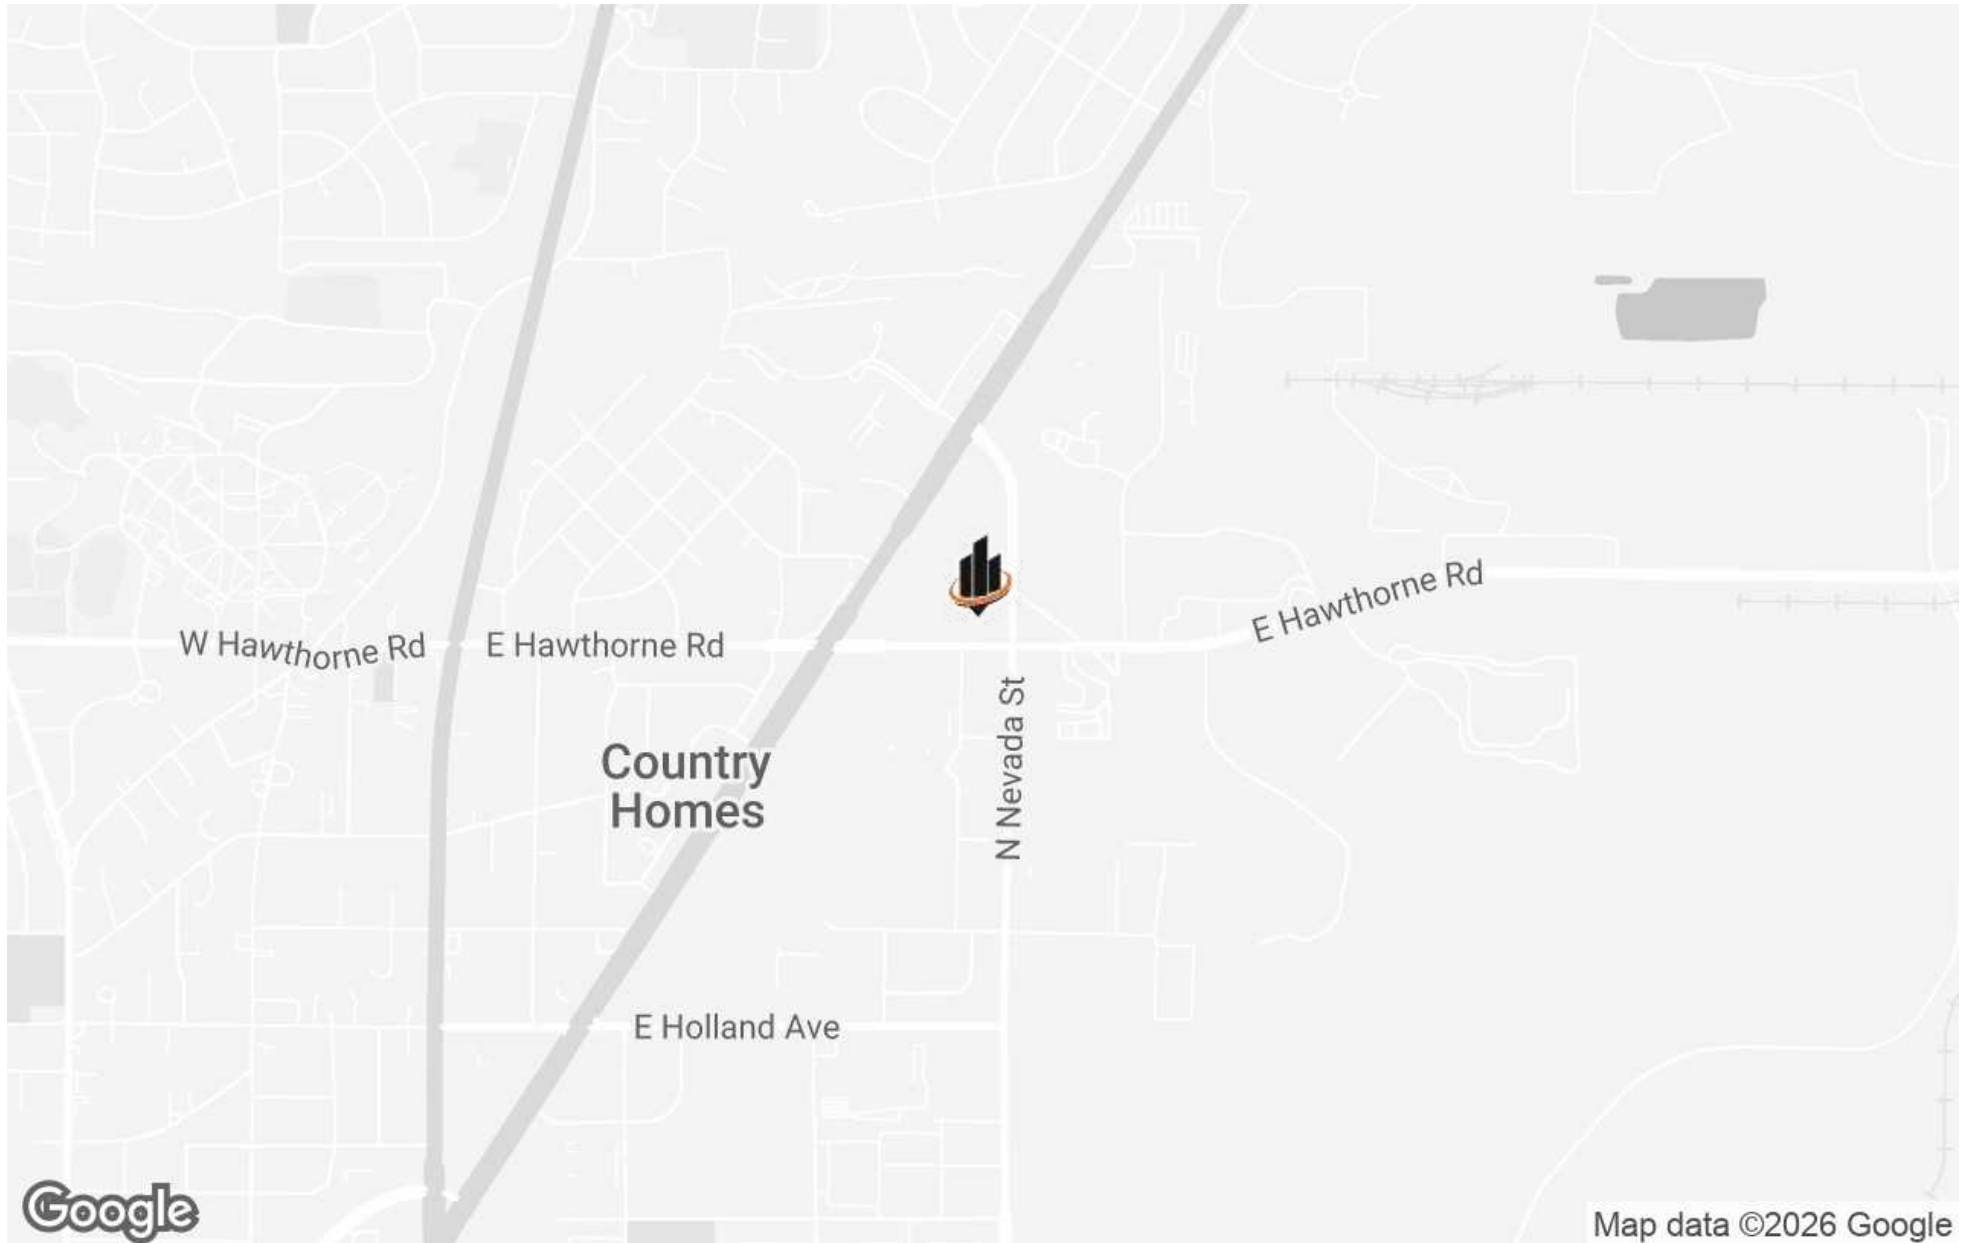 W Hawthorne Rd
E Hawthorne Rd
E Hawthorne Rd
N Nevada St
Country
Homes
E Holland Ave
Google
Map data ©2026 Google